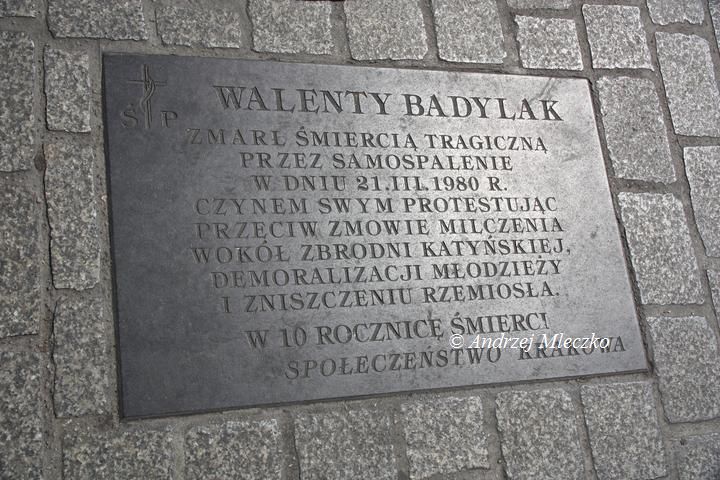 WALENTY BADYLAK
Ś P
ZMARŁ ŚMIERCIĄ TRAGICZNĄ
PRZEZ SAMOSPALENIE
W DNIU 21.III.1980 R.
CZYNEM SWYM PROTESTUJĄC
PRZECIW ZMOWIE MILCZENIA
WOKÓŁ ZBRODNI KATYŃSKIEJ,
DEMORALIZACJI MŁODZIEŻY
I ZNISZCZENIU RZEMIOSŁA.
W 10 ROCZNICĘ ŚMIERCI
SPOŁECZEŃSTWO KRAKOWA
© Andrzej Mleczko